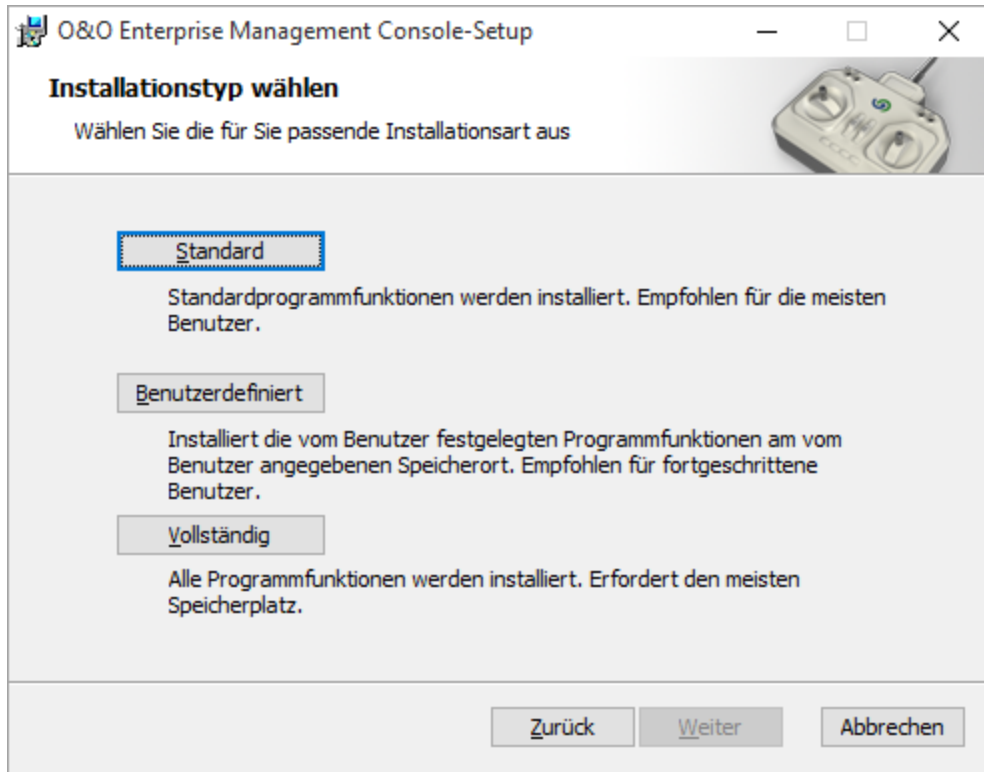 O&O Enterprise Management Console-Setup
Installationstyp wählen
Wählen Sie die für Sie passende Installationsart aus
Standard
Standardprogrammfunktionen werden installiert. Empfohlen für die meisten
Benutzer.
Benutzerdefiniert
Installiert die vom Benutzer festgelegten Programmfunktionen am vom
Benutzer angegebenen Speicherort. Empfohlen für fortgeschrittene
Benutzer.
Vollständig
Alle Programmfunktionen werden installiert. Erfordert den meisten
Speicherplatz.
Zurück Weiter Abbrechen